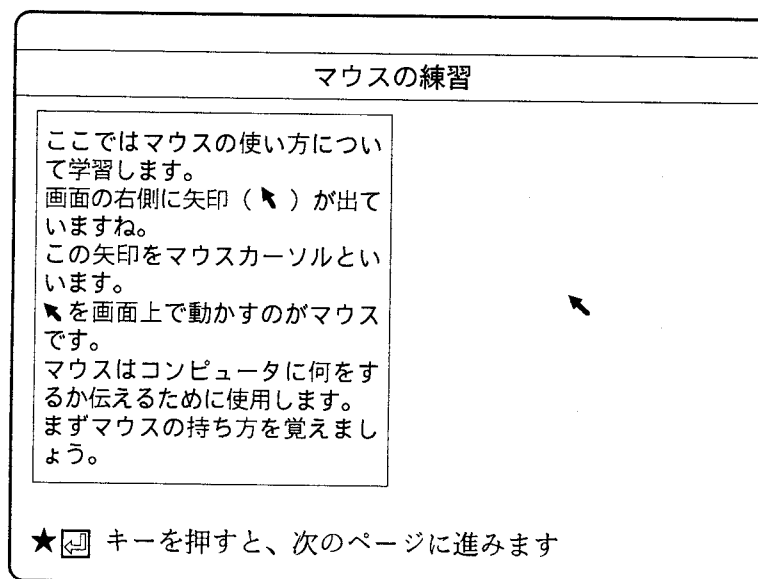 マウスの練習
ここではマウスの使い方につい
て学習します。
画面の右側に矢印（↖）が出て
いますね。
この矢印をマウスカーソルとい
います。
↖を画面上で動かすのがマウス
です。
マウスはコンピュータに何をす
るか伝えるために使用します。
まずマウスの持ち方を覚えまし
ょう。
★⏎ キーを押すと、次のページに進みます